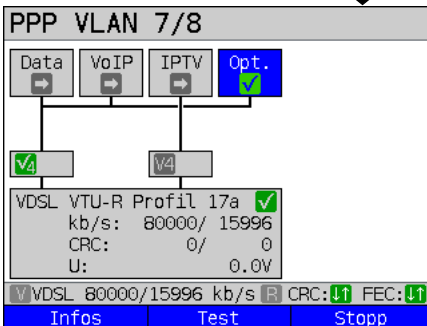 PPP VLAN 7/8
Data VoIP IPTV Opt.
V4 V4
VDSL VTU-R Profil 17a
kb/s: 80000/ 15996
CRC: 0/ 0
U: 0.0V
V VDSL 80000/15996 kb/s R CRC: FEC:
Infos Test Stopp